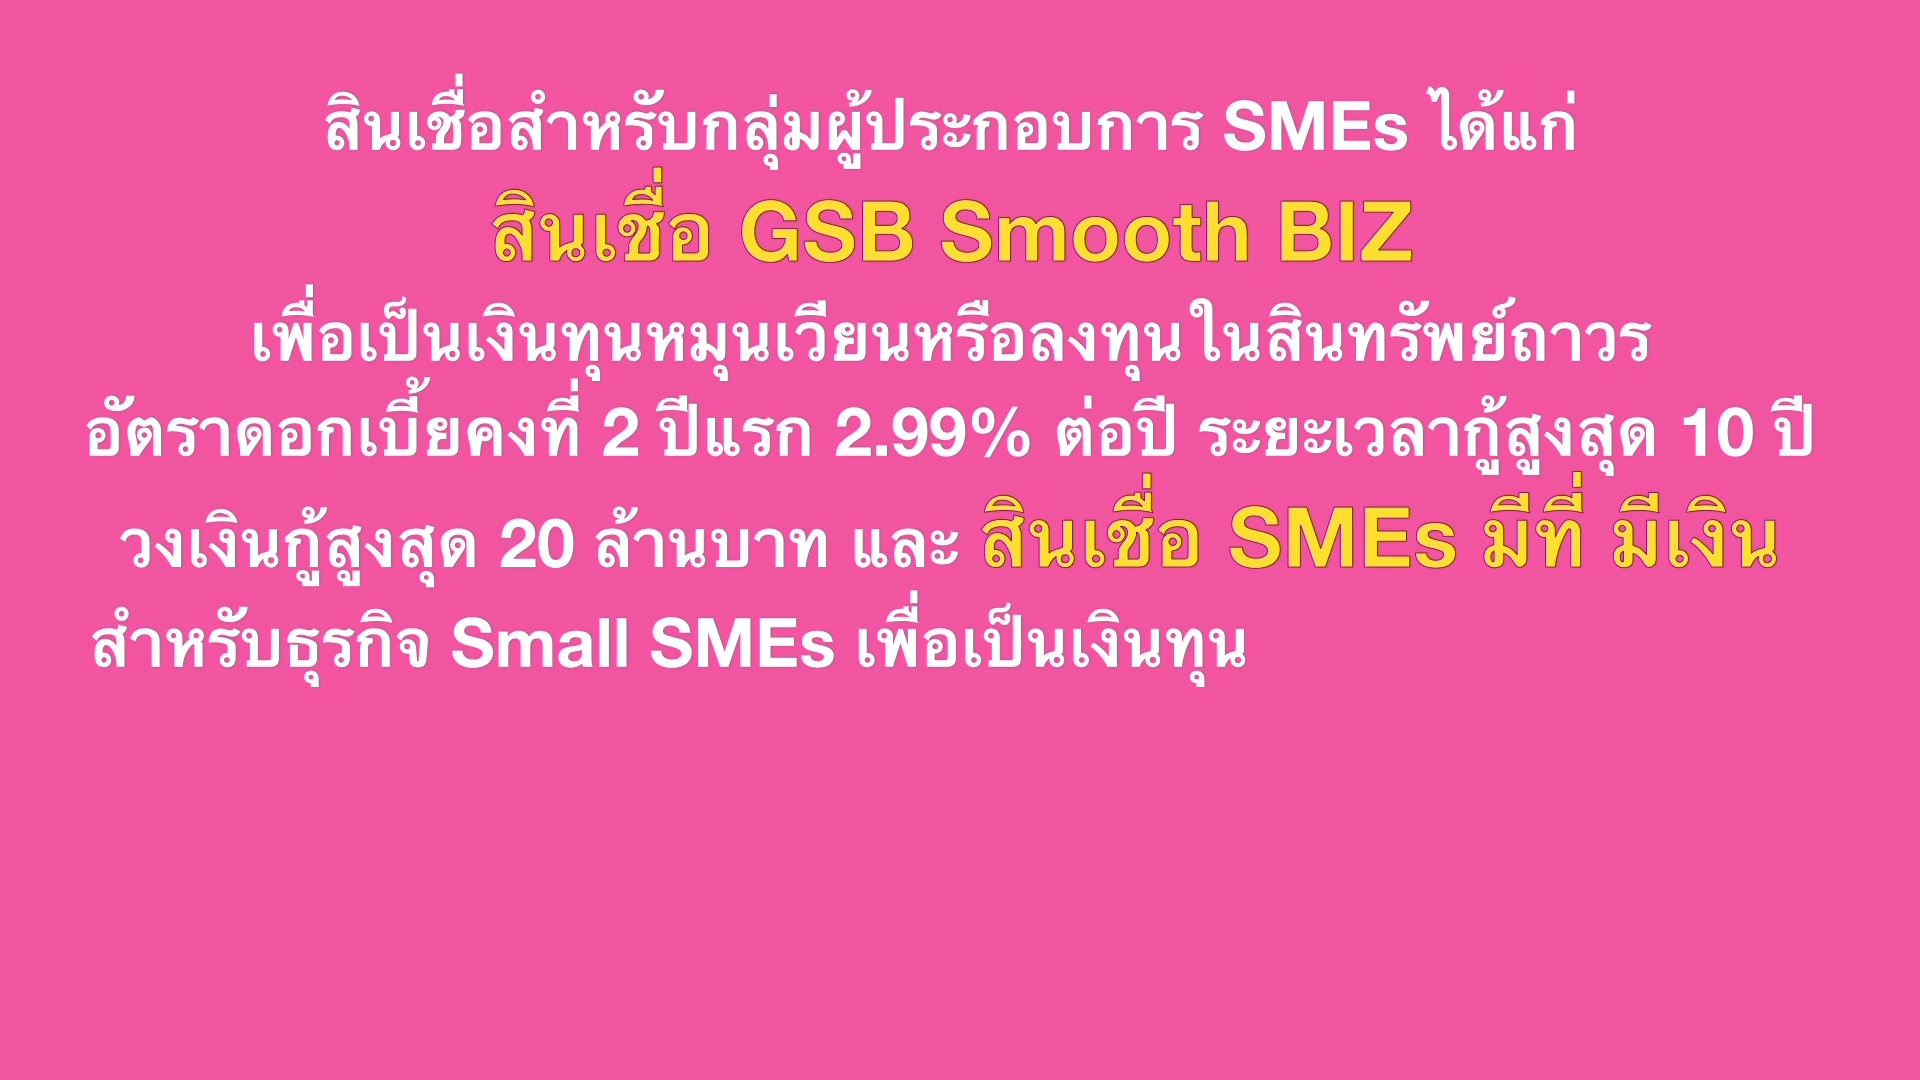 สินเชื่อสำหรับกลุ่มผู้ประกอบการ SMEs ได้แก่
สินเชื่อ GSB Smooth BIZ
เพื่อเป็นเงินทุนหมุนเวียนหรือลงทุนในสินทรัพย์ถาวร
อัตราดอกเบี้ยคงที่ 2 ปีแรก 2.99% ต่อปี ระยะเวลากู้สูงสุด 10 ปี
วงเงินกู้สูงสุด 20 ล้านบาท และ สินเชื่อ SMEs มีที่ มีเงิน
สำหรับธุรกิจ Small SMEs เพื่อเป็นเงินทุน